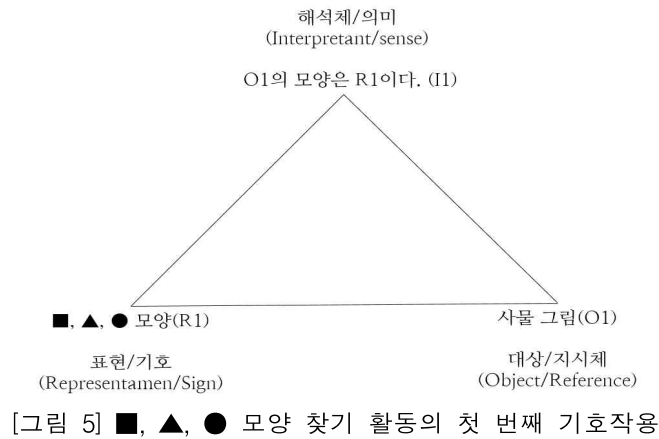 해석체/의미
(Interpretant/sense)
O1의 모양은 R1이다. (I1)
■, ▲, ● 모양(R1)
사물 그림(O1)
표현/기호
(Representamen/Sign)
대상/지시체
(Object/Reference)
[그림 5] ■, ▲, ● 모양 찾기 활동의 첫 번째 기호작용